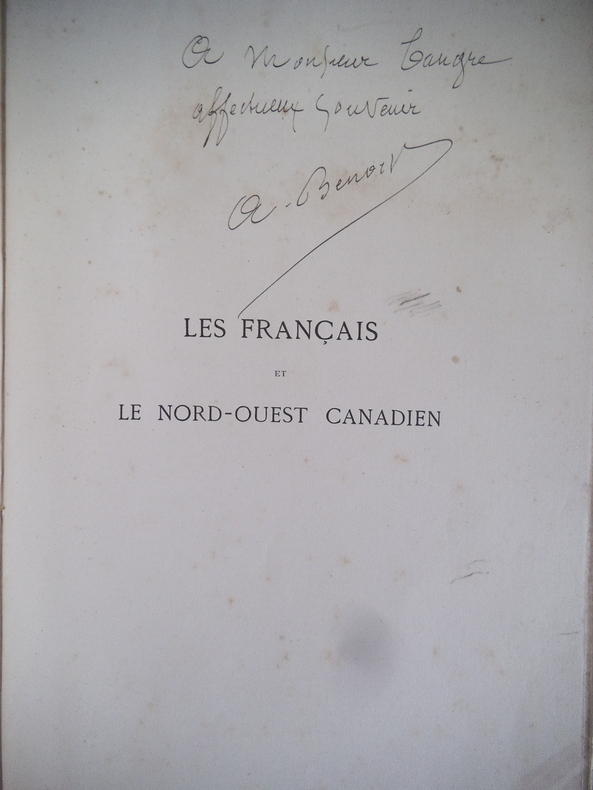 A Monsieur
affectueux souvenir
A. Benoit
LES FRANÇAIS
ET
LE NORD-OUEST CANADIEN